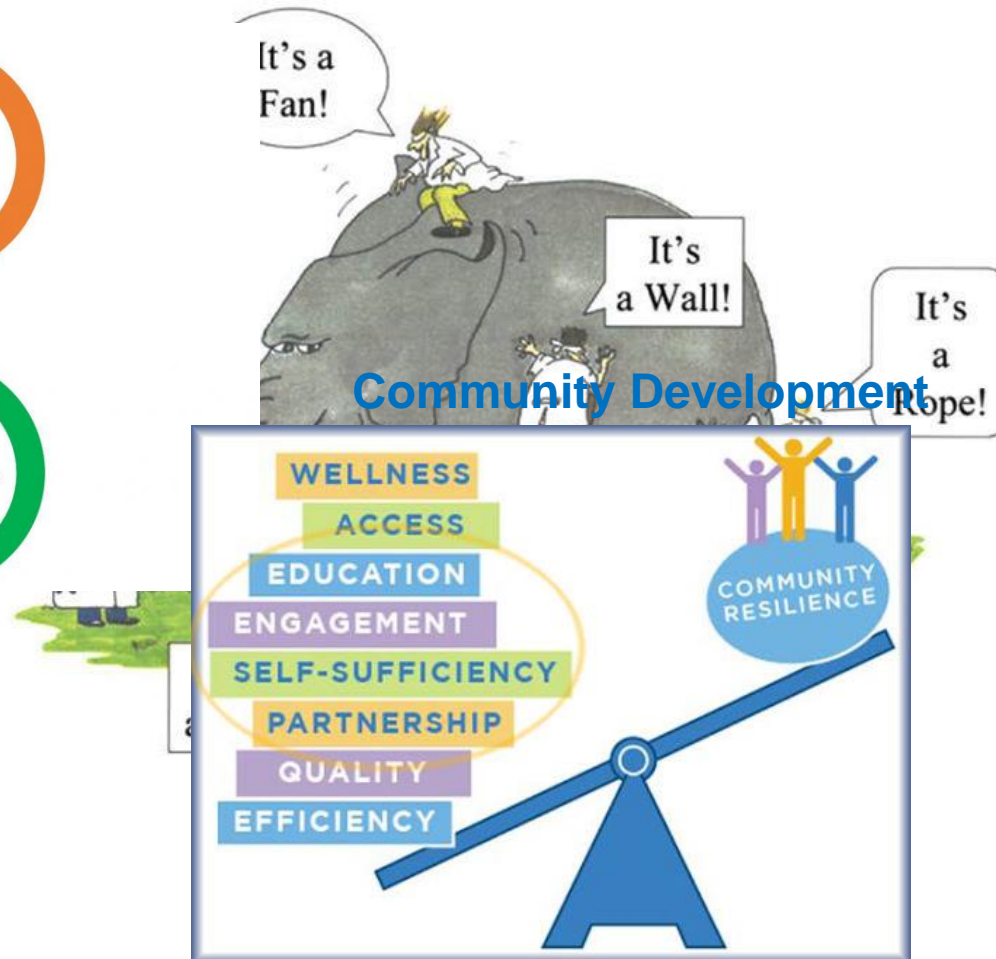 It's a
Fan!
It's
a Wall!
It's
a
Rope!
Community Development
WELLNESS
ACCESS
EDUCATION
ENGAGEMENT
SELF-SUFFICIENCY
PARTNERSHIP
QUALITY
EFFICIENCY
COMMUNITY
RESILIENCE